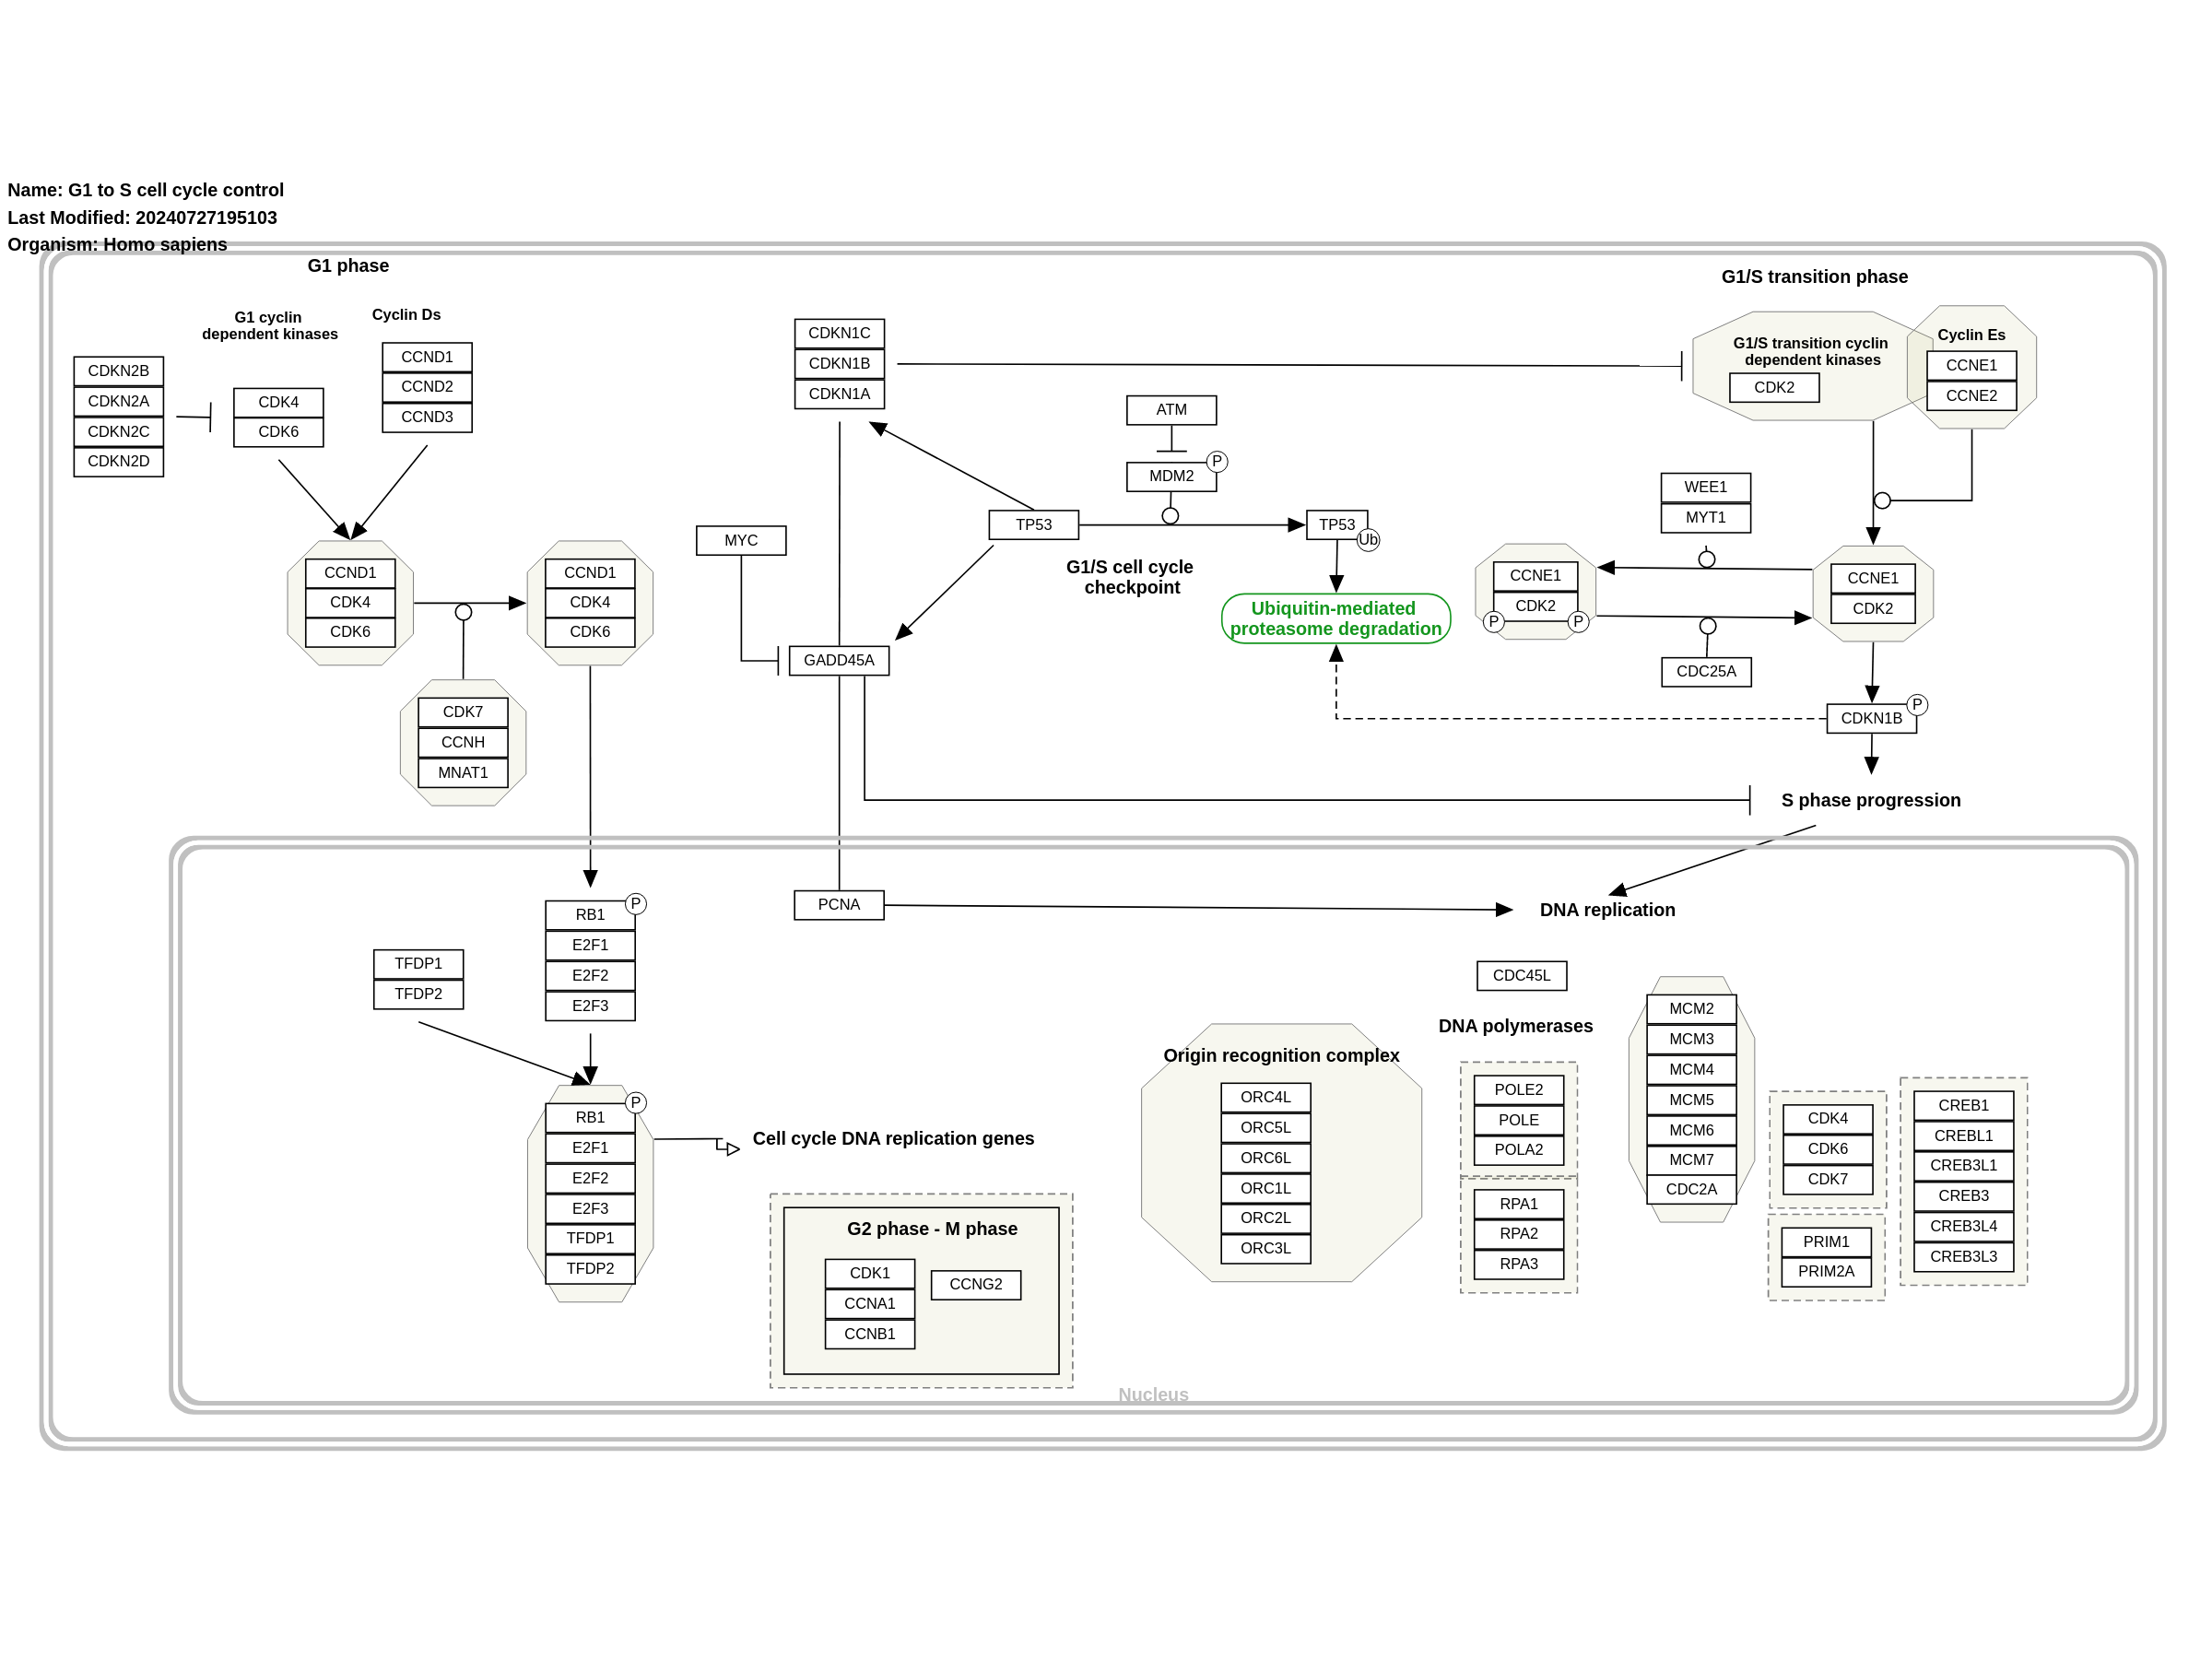 Name: G1 to S cell cycle control
Last Modified: 20240727195103
Organism: Homo sapiens
G1 phase
G1/S transition phase
G1 cyclin
dependent kinases
Cyclin Ds
CDKN2B
CDKN2A
CDKN2C
CDKN2D
CDK4
CDK6
CCND1
CCND2
CCND3
CDKN1C
CDKN1B
CDKN1A
G1/S transition cyclin
dependent kinases
CDK2
Cyclin Es
CCNE1
CCNE2
ATM
MDM2
P
TP53
TP53
Ub
MYC
G1/S cell cycle
checkpoint
Ubiquitin-mediated
proteasome degradation
WEE1
MYT1
CCNE1
CDK2
P
P
CCNE1
CDK2
CDC25A
CDKN1B
P
CCND1
CDK4
CDK6
CCND1
CDK4
CDK6
CDK7
CCNH
MNAT1
GADD45A
S phase progression
PCNA
DNA replication
RB1
P
E2F1
E2F2
E2F3
TFDP1
TFDP2
RB1
P
E2F1
E2F2
E2F3
TFDP1
TFDP2
Cell cycle DNA replication genes
G2 phase - M phase
CDK1
CCNA1
CCNB1
CCNG2
Origin recognition complex
ORC4L
ORC5L
ORC6L
ORC1L
ORC2L
ORC3L
CDC45L
DNA polymerases
POLE2
POLE
POLA2
RPA1
RPA2
RPA3
MCM2
MCM3
MCM4
MCM5
MCM6
MCM7
CDC2A
CDK4
CDK6
CDK7
PRIM1
PRIM2A
CREB1
CREBL1
CREB3L1
CREB3
CREB3L4
CREB3L3
Nucleus